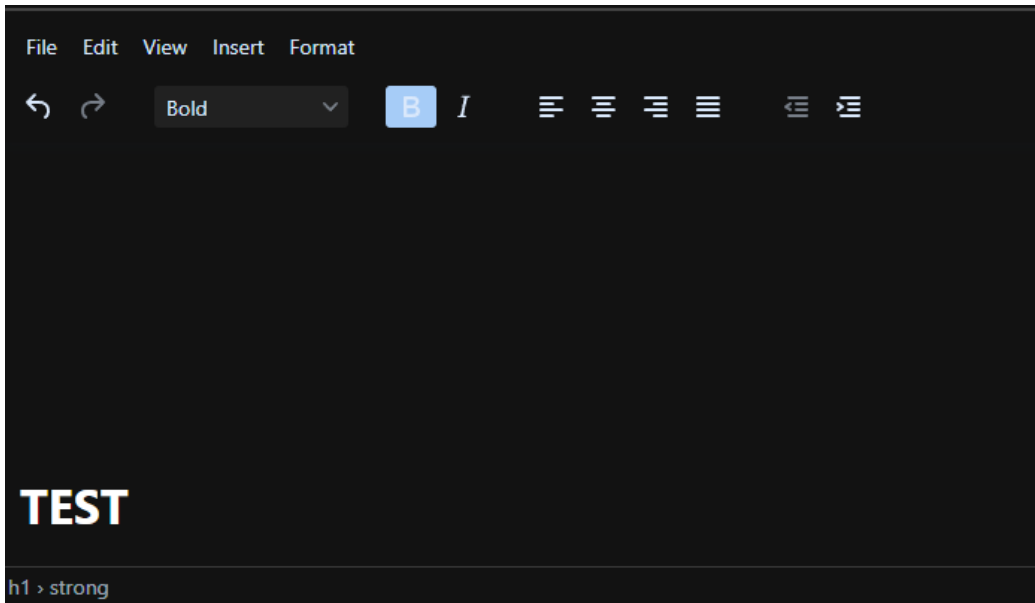 File Edit View Insert Format
Bold B I
TEST
h1 › strong